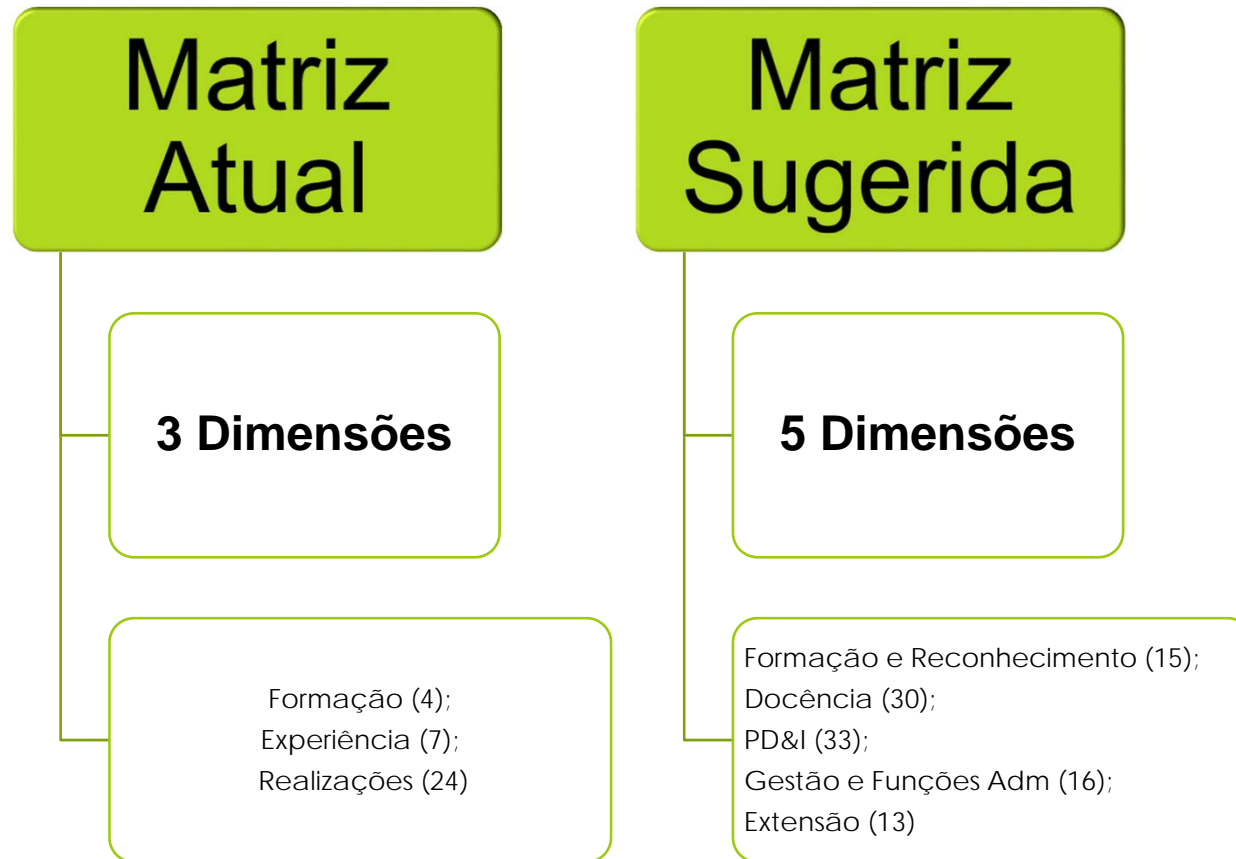 Matriz
Atual
3 Dimensões
Formação (4);
Experiência (7);
Realizações (24)
Matriz
Sugerida
5 Dimensões
Formação e Reconhecimento (15);
Docência (30);
PD&I (33);
Gestão e Funções Adm (16);
Extensão (13)